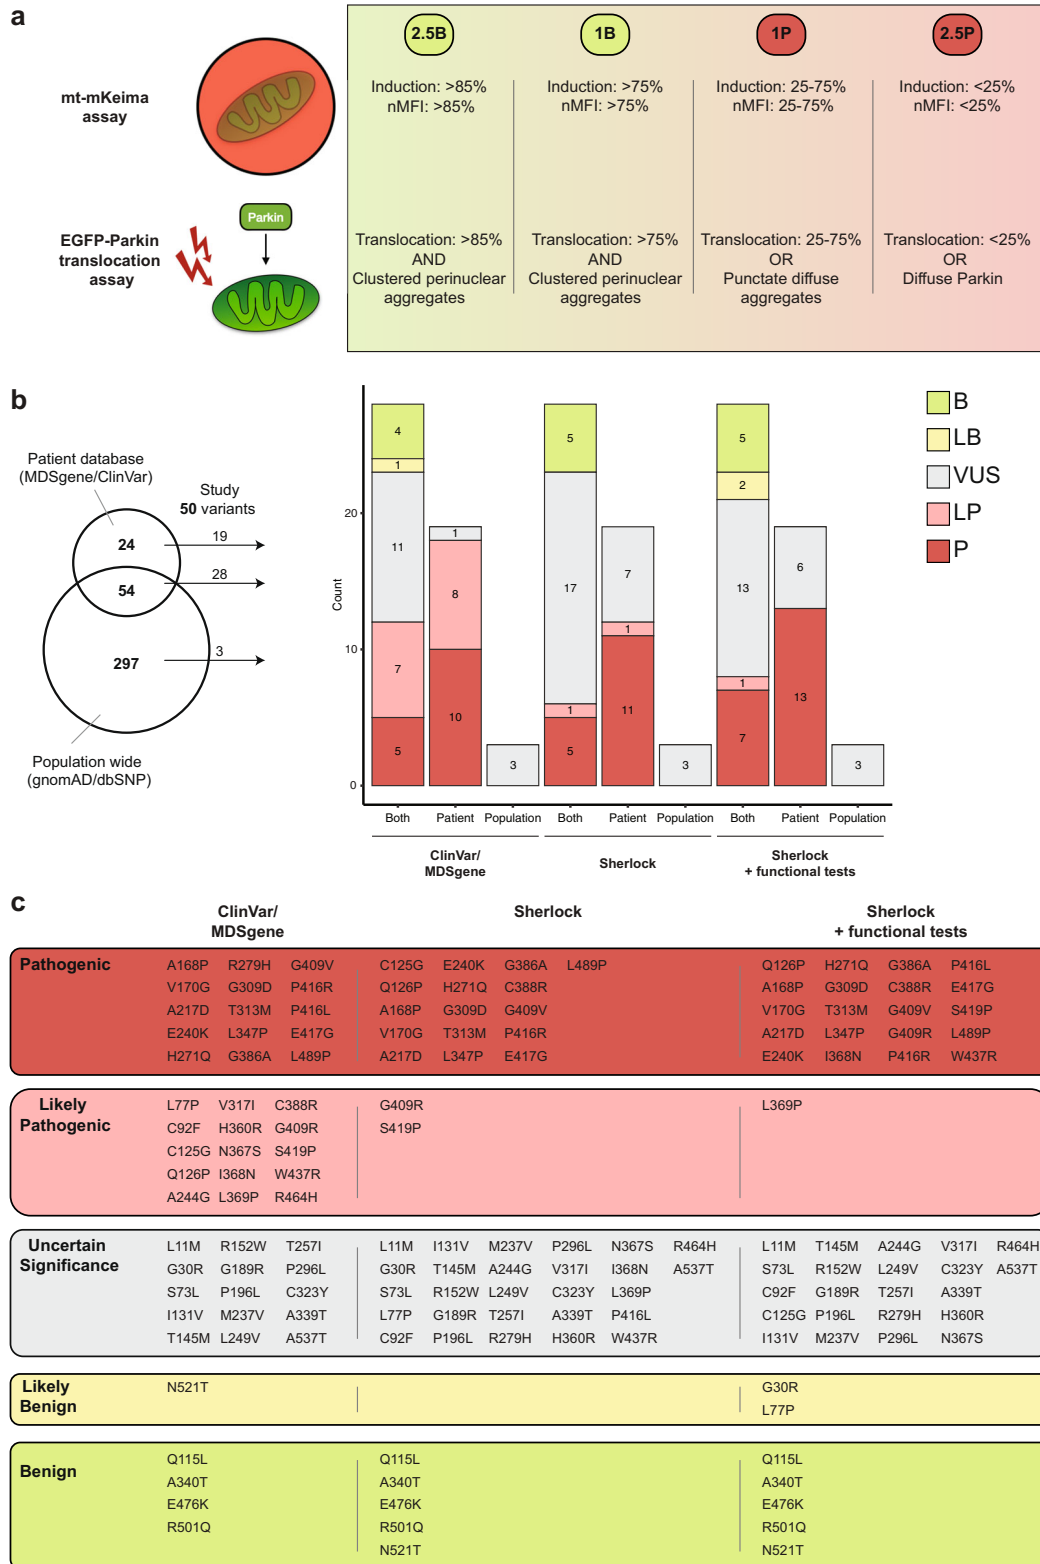 a
2.5B
1B
1P
2.5P
mt-mKeima
assay
Induction: >85%
nMFI: >85%
Induction: >75%
nMFI: >75%
Induction: 25-75%
nMFI: 25-75%
Induction: <25%
nMFI: <25%
EGFP-Parkin
translocation
assay
Parkin
Translocation: >85%
AND
Clustered perinuclear
aggregates
Translocation: >75%
AND
Clustered perinuclear
aggregates
Translocation: 25-75%
OR
Punctate diffuse
aggregates
Translocation: <25%
OR
Diffuse Parkin
b
Patient database
(MDSgene/ClinVar)
Study
50 variants
24
19
54
28
297
3
Population wide
(gnomAD/dbSNP)
Count
20
10
0
4
1
11
7
5
1
8
10
3
5
17
1
5
7
1
11
3
5
2
13
1
7
6
13
3
Both Patient Population Both Patient Population Both Patient Population
ClinVar/
MDSgene
Sherlock
Sherlock
+ functional tests
B
LB
VUS
LP
P
c
ClinVar/
MDSgene
Sherlock
Sherlock
+ functional tests
Pathogenic
A168P R279H G409V
V170G G309D P416R
A217D T313M P416L
E240K L347P E417G
H271Q G386A L489P
C125G E240K G386A L489P
Q126P H271Q C388R
A168P G309D G409V
V170G T313M P416R
A217D L347P E417G
Q126P H271Q G386A P416L
A168P G309D C388R E417G
V170G T313M G409V S419P
A217D L347P G409R L489P
E240K I368N P416R W437R
Likely
Pathogenic
L77P V317I C388R
C92F H360R G409R
C125G N367S S419P
Q126P I368N W437R
A244G L369P R464H
G409R
S419P
L369P
Uncertain
Significance
L11M R152W T257I
G30R G189R P296L
S73L P196L C323Y
I131V M237V A339T
T145M L249V A537T
L11M I131V M237V P296L N367S R464H
G30R T145M A244G V317I I368N A537T
S73L R152W L249V C323Y L369P
L77P G189R T257I A339T P416L
C92F P196L R279H H360R W437R
L11M T145M A244G V317I R464H
S73L R152W L249V C323Y A537T
C92F G189R T257I A339T
C125G P196L R279H H360R
I131V M237V P296L N367S
Likely
Benign
N521T
G30R
L77P
Benign
Q115L
A340T
E476K
R501Q
Q115L
A340T
E476K
R501Q
N521T
Q115L
A340T
E476K
R501Q
N521T